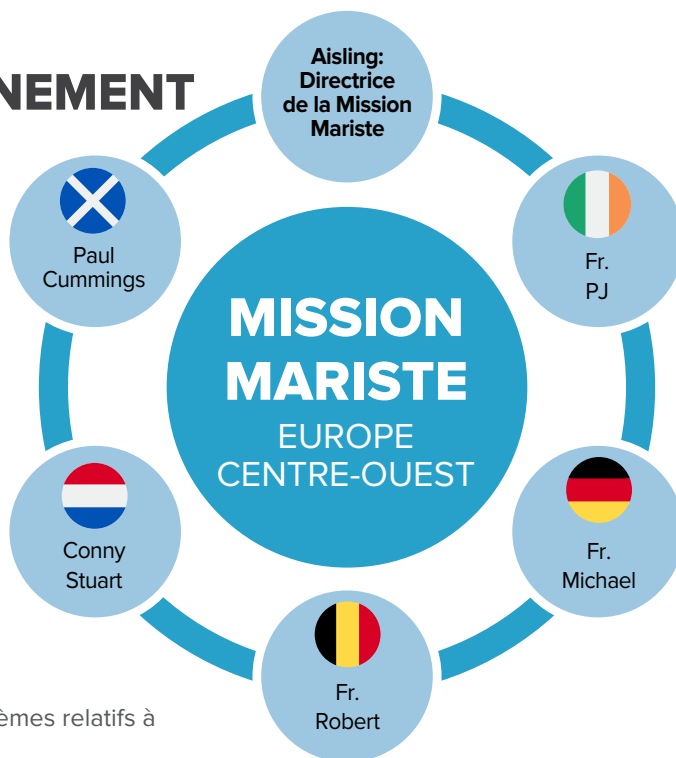 NEMENT
Aisling:
Directrice
de la Mission
Mariste
Paul
Cummings
Fr.
PJ
MISSION
MARISTE
EUROPE
CENTRE-OUEST
Conny
Stuart
Fr.
Michael
Fr.
Robert
èmes relatifs à